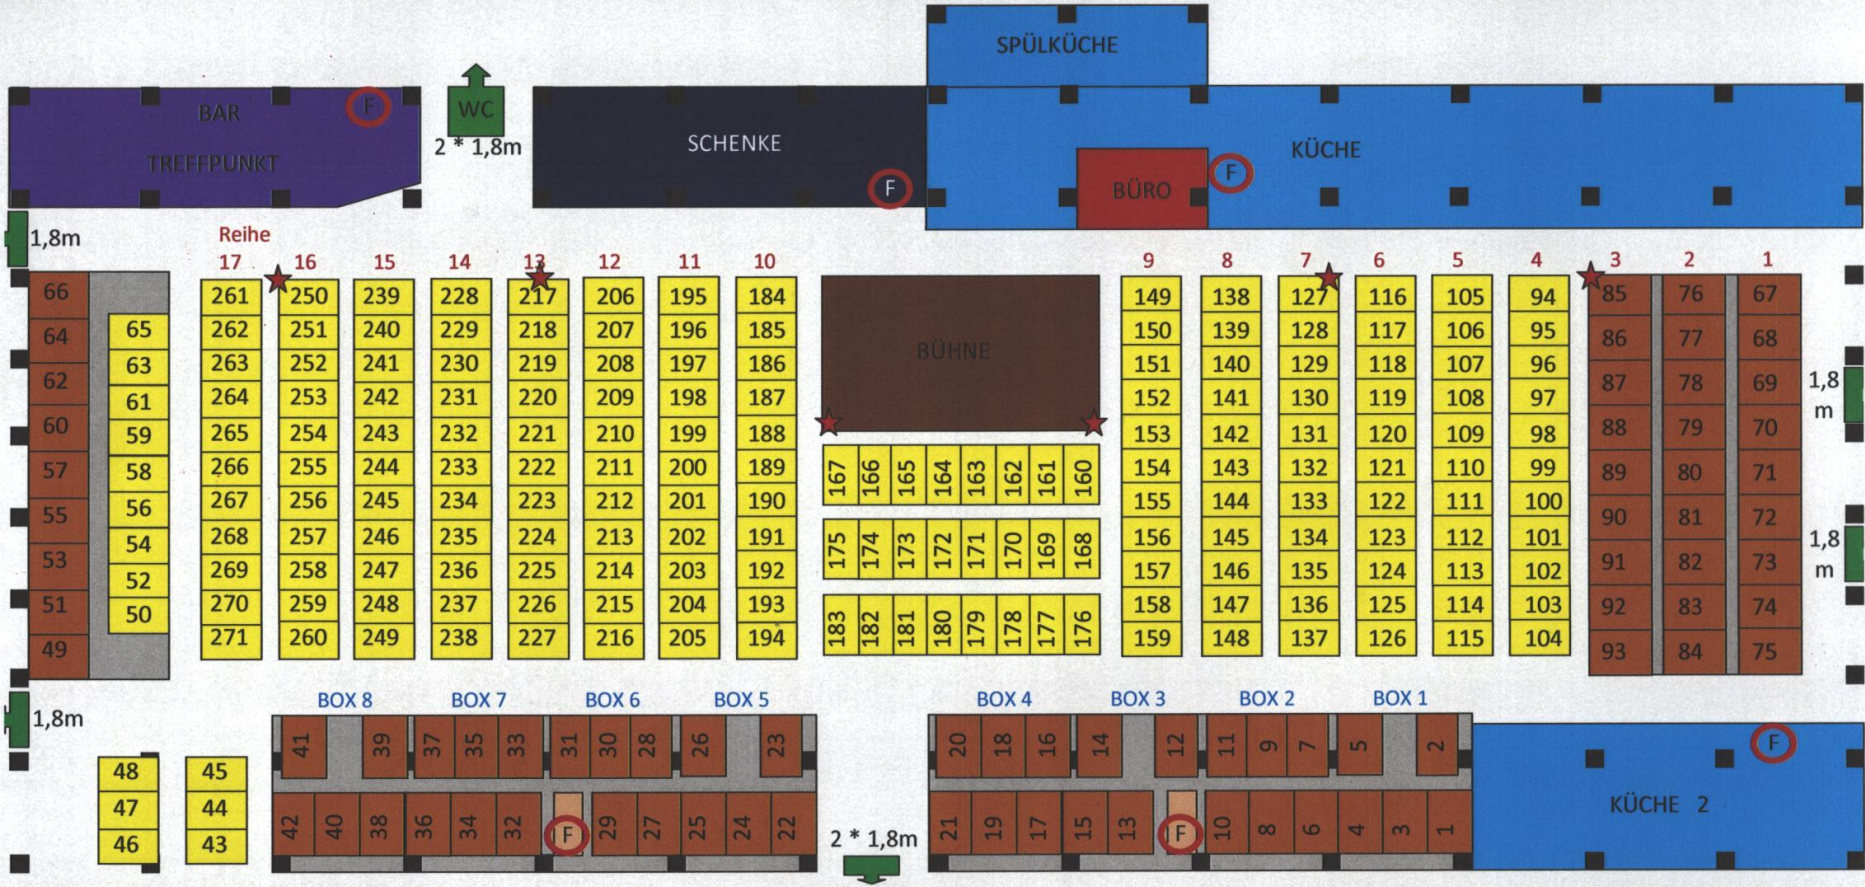 SPÜLKÜCHE
BAR
F
TREFFPUNKT
WC
2 * 1,8m
SCHENKE
F
KÜCHE
BÜRO
F
1,8m
Reihe
17 16 15 14 13 12 11 10 9 8 7 6 5 4 3 2 1
66 64 62 60 57 55 53 51 49
65 63 61 59 58 56 54 52 50
261 250 239 228 217 206 195 184
262 251 240 229 218 207 196 185
263 252 241 230 219 208 197 186
264 253 242 231 220 209 198 187
265 254 243 232 221 210 199 188
266 255 244 233 222 211 200 189
267 256 245 234 223 212 201 190
268 257 246 235 224 213 202 191
269 258 247 236 225 214 203 192
270 259 248 237 226 215 204 193
271 260 249 238 227 216 205 194
BÜHNE
167 166 165 164 163 162 161 160
175 174 173 172 171 170 169 168
183 182 181 180 179 178 177 176
149 138 127 116 105 94
150 139 128 117 106 95
151 140 129 118 107 96
152 141 130 119 108 97
153 142 131 120 109 98
154 143 132 121 110 99
155 144 133 122 111 100
156 145 134 123 112 101
157 146 135 124 113 102
158 147 136 125 114 103
159 148 137 126 115 104
85 76 67
86 77 68
87 78 69
88 79 70
89 80 71
90 81 72
91 82 73
92 83 74
93 84 75
1,8
m
1,8
m
1,8m
BOX 8 BOX 7 BOX 6 BOX 5
41 39 37 35 33 31 30 28 26 23
42 40 38 36 34 32 F 29 27 25 24 22
48 45
47 44
46 43
2 * 1,8m
BOX 4 BOX 3 BOX 2 BOX 1
20 18 16 14 12 11 9 7 5 2
21 19 17 15 13 F 10 8 6 4 3 1
F
KÜCHE 2